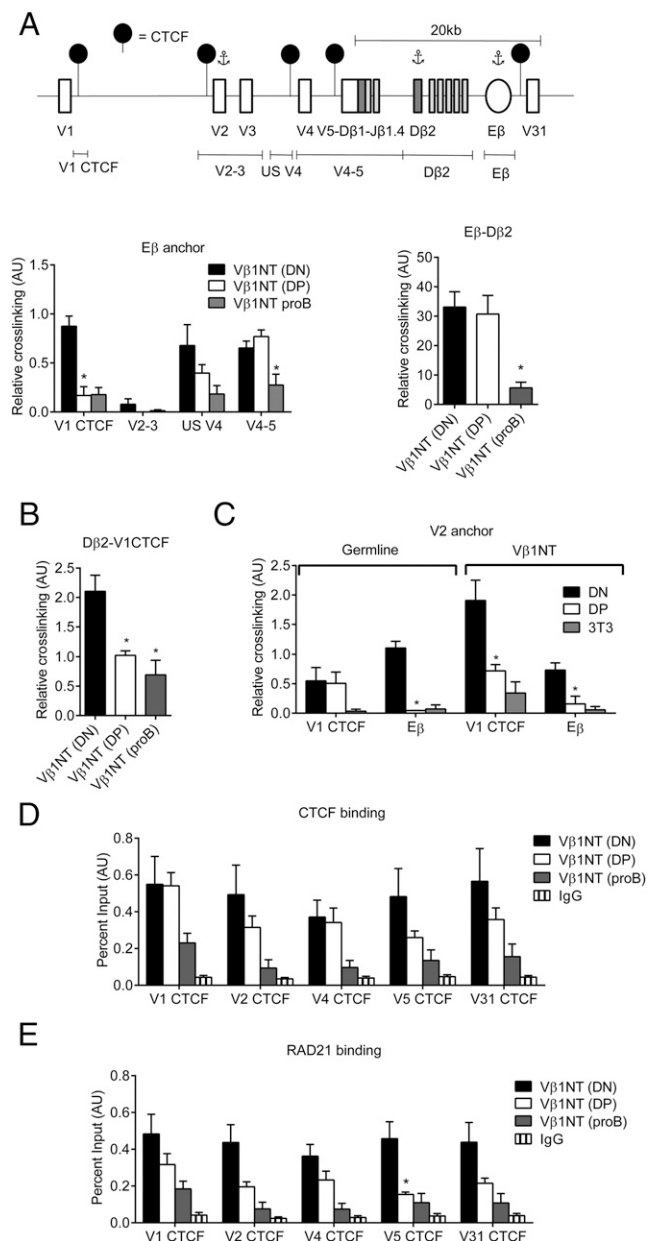 A
= CTCF
20kb
V1 V2 V3 V4 V5-Dβ1-Jβ1.4 Dβ2 Eβ V31
V1 CTCF V2-3 US V4 V4-5 Dβ2 Eβ
Eβ anchor
Relative crosslinking (AU)
1.5
1.0
0.5
0.0
Vβ1NT (DN)
Vβ1NT (DP)
Vβ1NT proB
*
*
V1 CTCF V2-3 US V4 V4-5
Eβ-Dβ2
Relative crosslinking (AU)
50
40
30
20
10
0
*
Vβ1NT (DN)
Vβ1NT (DP)
Vβ1NT (proB)
B
Dβ2-V1CTCF
Relative crosslinking (AU)
2.5
2.0
1.5
1.0
0.5
0.0
*
*
Vβ1NT (DN)
Vβ1NT (DP)
Vβ1NT (proB)
C
V2 anchor
Germline Vβ1NT
Relative crosslinking (AU)
2.5
2.0
1.5
1.0
0.5
0.0
DN
DP
3T3
*
*
*
V1 CTCF Eβ V1 CTCF Eβ
D
CTCF binding
Percent Input (AU)
0.8
0.6
0.4
0.2
0.0
Vβ1NT (DN)
Vβ1NT (DP)
Vβ1NT (proB)
IgG
V1 CTCF V2 CTCF V4 CTCF V5 CTCF V31 CTCF
E
RAD21 binding
Percent Input (AU)
0.8
0.6
0.4
0.2
0.0
Vβ1NT (DN)
Vβ1NT (DP)
Vβ1NT (proB)
IgG
*
V1 CTCF V2 CTCF V4 CTCF V5 CTCF V31 CTCF